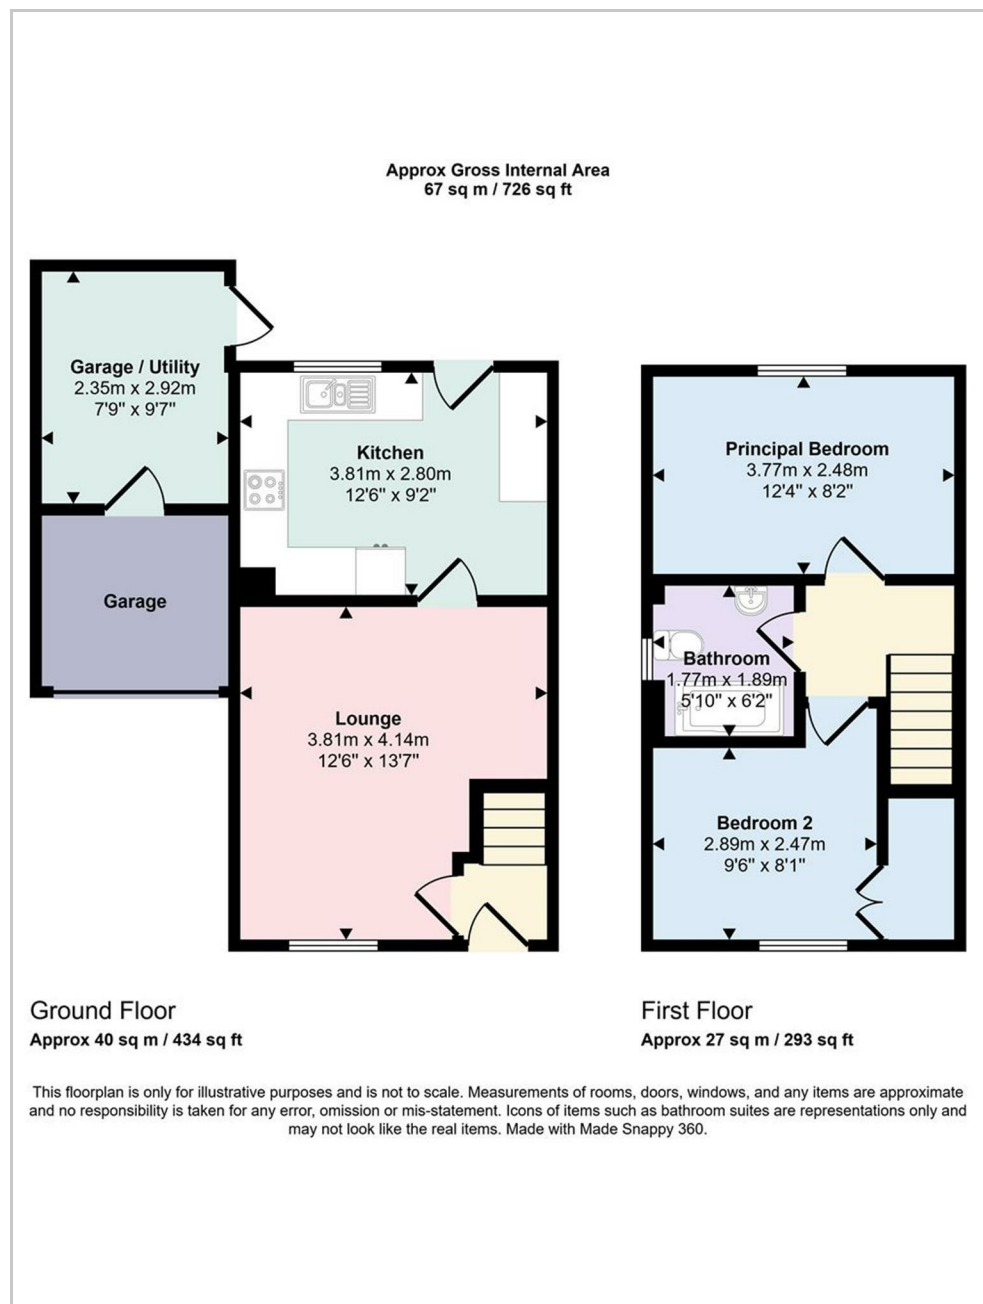 Approx Gross Internal Area
67 sq m / 726 sq ft
Garage / Utility
2.35m x 2.92m
7'9" x 9'7"
Kitchen
3.81m x 2.80m
12'6" x 9'2"
Garage
Lounge
3.81m x 4.14m
12'6" x 13'7"
Principal Bedroom
3.77m x 2.48m
12'4" x 8'2"
Bathroom
1.77m x 1.89m
5'10" x 6'2"
Bedroom 2
2.89m x 2.47m
9'6" x 8'1"
Ground Floor
Approx 40 sq m / 434 sq ft
First Floor
Approx 27 sq m / 293 sq ft
This floorplan is only for illustrative purposes and is not to scale. Measurements of rooms, doors, windows, and any items are approximate
and no responsibility is taken for any error, omission or mis-statement. Icons of items such as bathroom suites are representations only and
may not look like the real items. Made with Made Snappy 360.